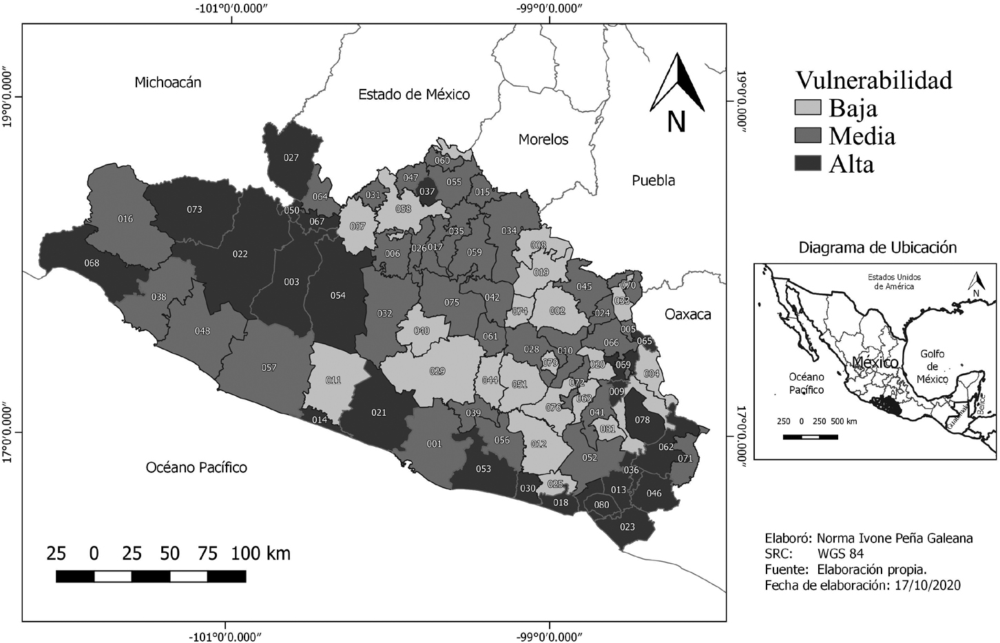 -101°0′0.000″
-99°0′0.000″
19°0′0.000″
19°0′0.000″
Michoacán
Estado de México
Morelos
Puebla
Oaxaca
Océano Pacífico
N
027
060
047
055
037
015
031
064
058
050
067
007
073
016
035
034
008
022
006
026
017
059
068
019
003
045
070
038
054
075
042
033
074
002
024
032
048
040
061
005
066
065
028
010
057
079
020
069
029
004
011
044
051
072
009
063
076
014
021
039
041
078
081
001
056
012
062
052
071
053
036
030
025
013
046
018
080
023
17°0′0.000″
17°0′0.000″
25 0 25 50 75 100 km
-101°0′0.000″
-99°0′0.000″
Vulnerabilidad
Baja
Media
Alta
Diagrama de Ubicación
Estados Unidos
de América
N
México
Golfo
de
México
Océano
Pacífico
Belice
Guatemala
250 0 250 500 km
Elaboró: Norma Ivone Peña Galeana
SRC: WGS 84
Fuente: Elaboración propia.
Fecha de elaboración: 17/10/2020